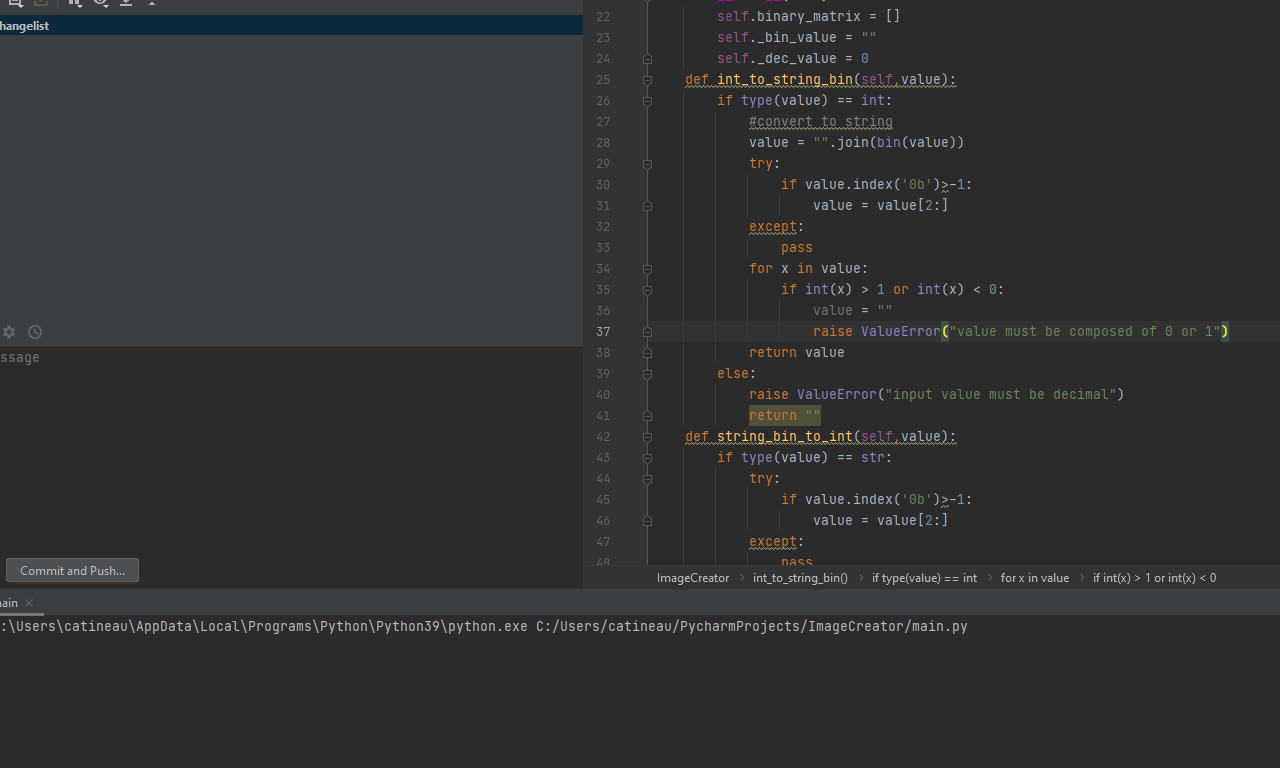 hangelist
ssage
Commit and Push...
22 self.binary_matrix = []
23 self._bin_value = ""
24 self._dec_value = 0
25 def int_to_string_bin(self,value):
26 if type(value) == int:
27 #convert to string
28 value = "".join(bin(value))
29 try:
30 if value.index('0b')>-1:
31 value = value[2:]
32 except:
33 pass
34 for x in value:
35 if int(x) > 1 or int(x) < 0:
36 value = ""
37 raise ValueError("value must be composed of 0 or 1")
38 return value
39 else:
40 raise ValueError("input value must be decimal")
41 return ""
42 def string_bin_to_int(self,value):
43 if type(value) == str:
44 try:
45 if value.index('0b')>-1:
46 value = value[2:]
47 except:
48 pass
ImageCreator › int_to_string_bin() › if type(value) == int › for x in value › if int(x) > 1 or int(x) < 0
main ×
:\Users\catineau\AppData\Local\Programs\Python\Python39\python.exe C:/Users/catineau/PycharmProjects/ImageCreator/main.py